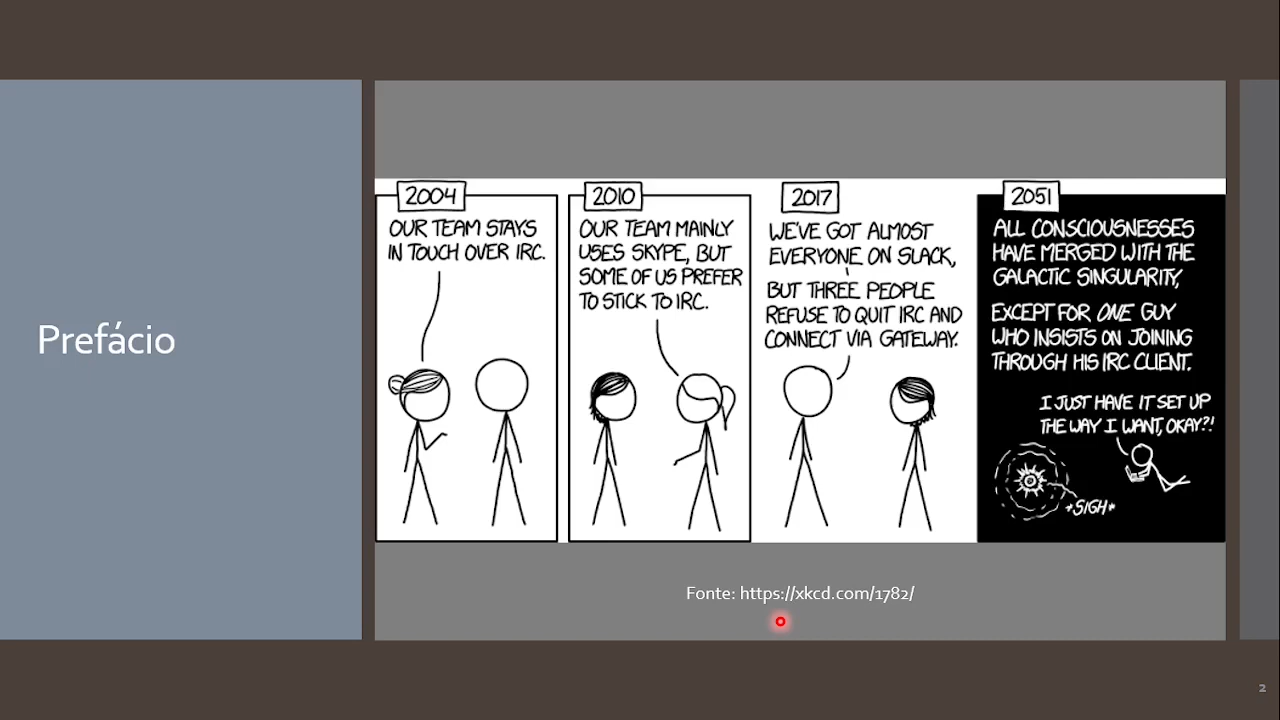 Prefácio
2004
OUR TEAM STAYS
IN TOUCH OVER IRC.
2010
OUR TEAM MAINLY
USES SKYPE, BUT
SOME OF US PREFER
TO STICK TO IRC.
2017
WE'VE GOT ALMOST
EVERYONE ON SLACK,
BUT THREE PEOPLE
REFUSE TO QUIT IRC AND
CONNECT VIA GATEWAY.
2051
ALL CONSCIOUSNESSES
HAVE MERGED WITH THE
GALACTIC SINGULARITY,
EXCEPT FOR ONE GUY
WHO INSISTS ON JOINING
THROUGH HIS IRC CLIENT.
I JUST HAVE IT SET UP
THE WAY I WANT, OKAY?!
*SIGH*
Fonte: https://xkcd.com/1782/
2